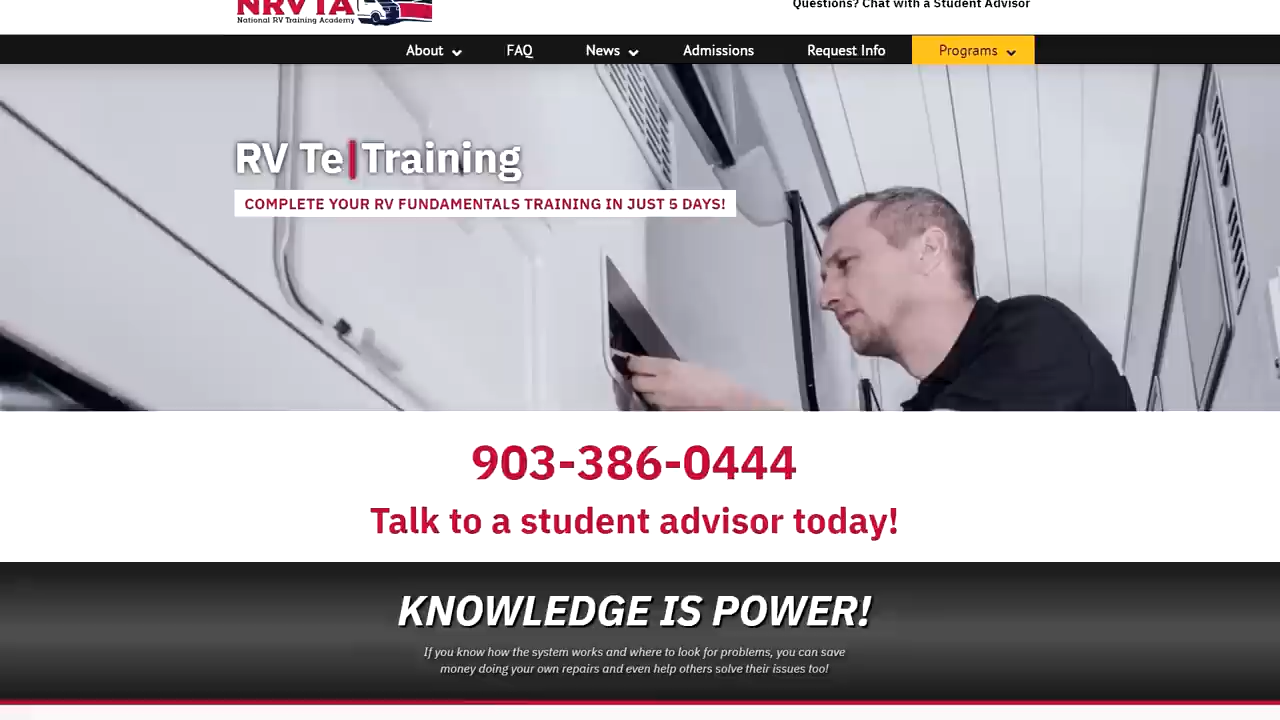 NRVTA
National RV Training Academy
Questions? Chat with a Student Advisor
About
FAQ
News
Admissions
Request Info
Programs
RV Te|Training
COMPLETE YOUR RV FUNDAMENTALS TRAINING IN JUST 5 DAYS!
903-386-0444
Talk to a student advisor today!
KNOWLEDGE IS POWER!
If you know how the system works and where to look for problems, you can save
money doing your own repairs and even help others solve their issues too!